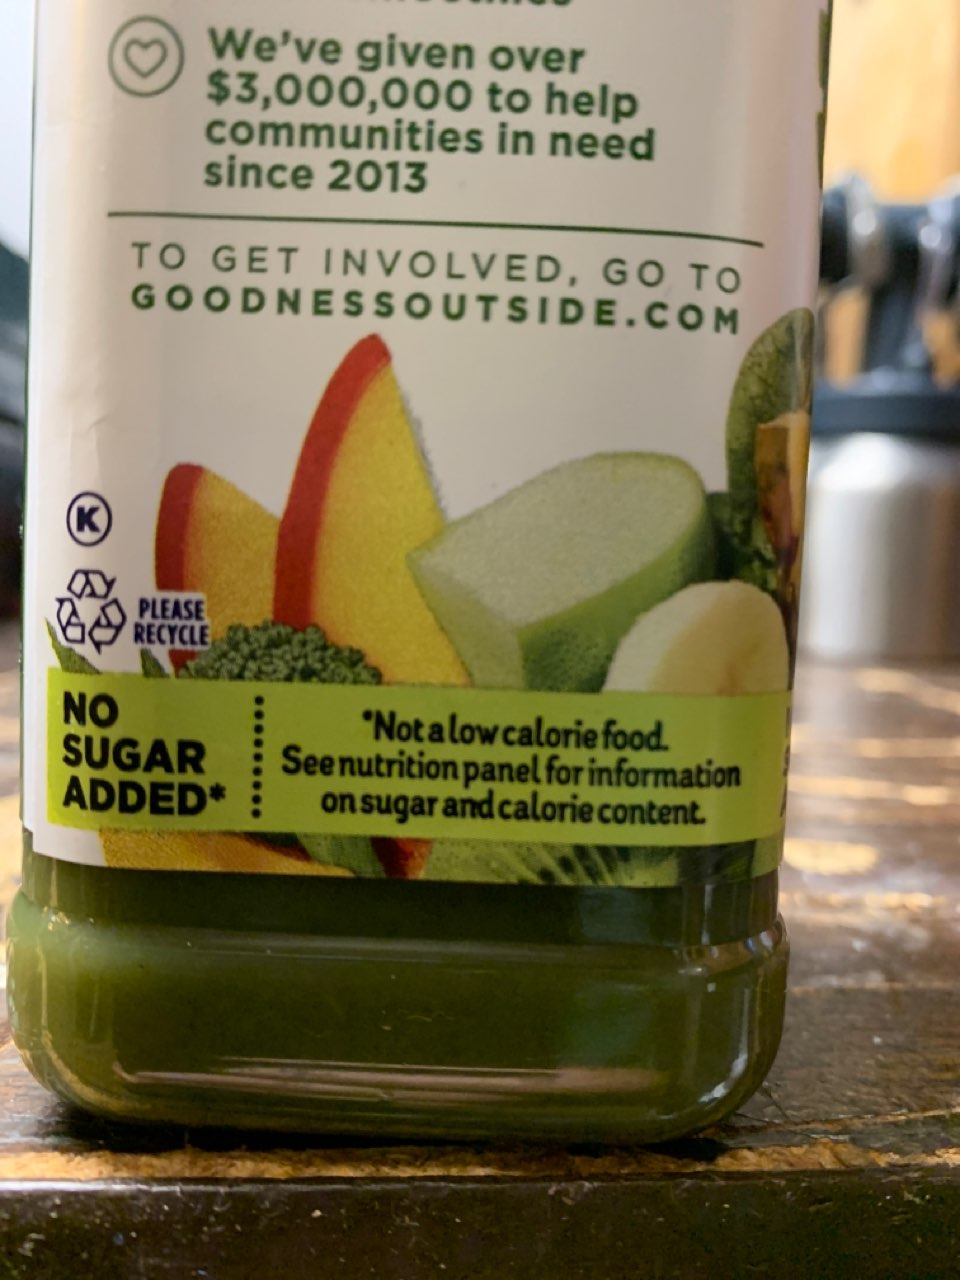 We've given over
$3,000,000 to help
communities in need
since 2013
TO GET INVOLVED, GO TO
GOODNESSOUTSIDE.COM
K
PLEASE
RECYCLE
NO
SUGAR
ADDED*
*Not a low calorie food.
See nutrition panel for information
on sugar and calorie content.